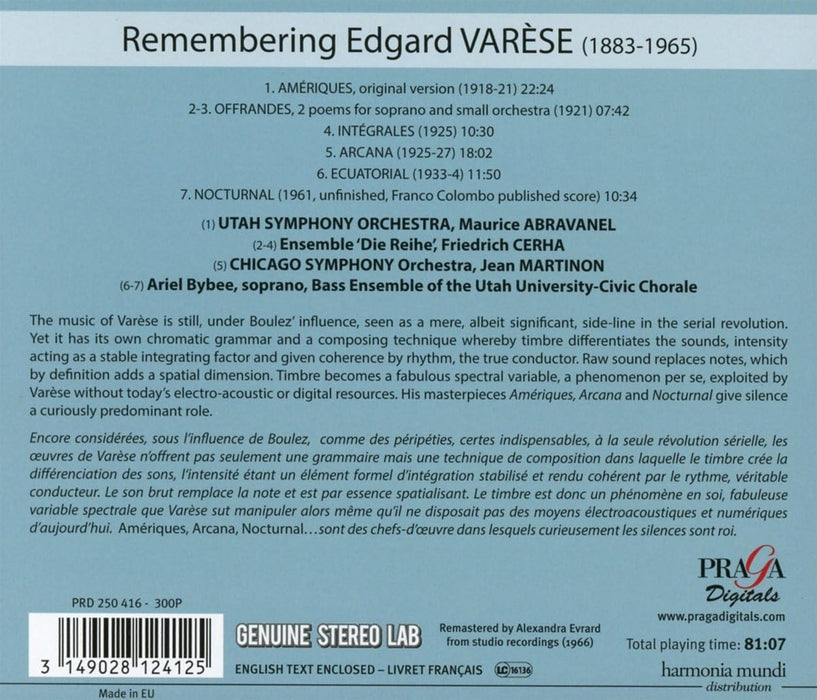 Remembering Edgard VARÈSE (1883-1965)
1. AMÉRIQUES, original version (1918-21) 22:24
2-3. OFFRANDES, 2 poems for soprano and small orchestra (1921) 07:42
4. INTÉGRALES (1925) 10:30
5. ARCANA (1925-27) 18:02
6. ECUATORIAL (1933-4) 11:50
7. NOCTURNAL (1961, unfinished, Franco Colombo published score) 10:34
(1) UTAH SYMPHONY ORCHESTRA, Maurice ABRAVANEL
(2-4) Ensemble ‘Die Reihe’, Friedrich CERHA
(5) CHICAGO SYMPHONY Orchestra, Jean MARTINON
(6-7) Ariel Bybee, soprano, Bass Ensemble of the Utah University-Civic Chorale
The music of Varèse is still, under Boulez’ influence, seen as a mere, albeit significant, side-line in the serial revolution.
Yet it has its own chromatic grammar and a composing technique whereby timbre differentiates the sounds, intensity
acting as a stable integrating factor and given coherence by rhythm, the true conductor. Raw sound replaces notes, which
by definition adds a spatial dimension. Timbre becomes a fabulous spectral variable, a phenomenon per se, exploited by
Varèse without today’s electro-acoustic or digital resources. His masterpieces Amériques, Arcana and Nocturnal give silence
a curiously predominant role.
Encore considérées, sous l’influence de Boulez, comme des péripéties, certes indispensables, à la seule révolution sérielle, les
œuvres de Varèse n’offrent pas seulement une grammaire mais une technique de composition dans laquelle le timbre crée la
différenciation des sons, l’intensité étant un élément formel d’intégration stabilisé et rendu cohérent par le rythme, véritable
conducteur. Le son brut remplace la note et est par essence spatialisant. Le timbre est donc un phénomène en soi, fabuleuse
variable spectrale que Varèse sut manipuler alors même qu’il ne disposait pas des moyens électroacoustiques et numériques
d’aujourd’hui. Amériques, Arcana, Nocturnal…sont des chefs-d’œuvre dans lesquels curieusement les silences sont roi.
PRAGA
Digitals
www.pragadigitals.com
PRD 250 416 - 300P
3 149028 124125
Made in EU
GENUINE STEREO LAB
Remastered by Alexandra Evrard
from studio recordings (1966)
ENGLISH TEXT ENCLOSED – LIVRET FRANÇAIS LC 16136
Total playing time: 81:07
harmonia mundi
distribution